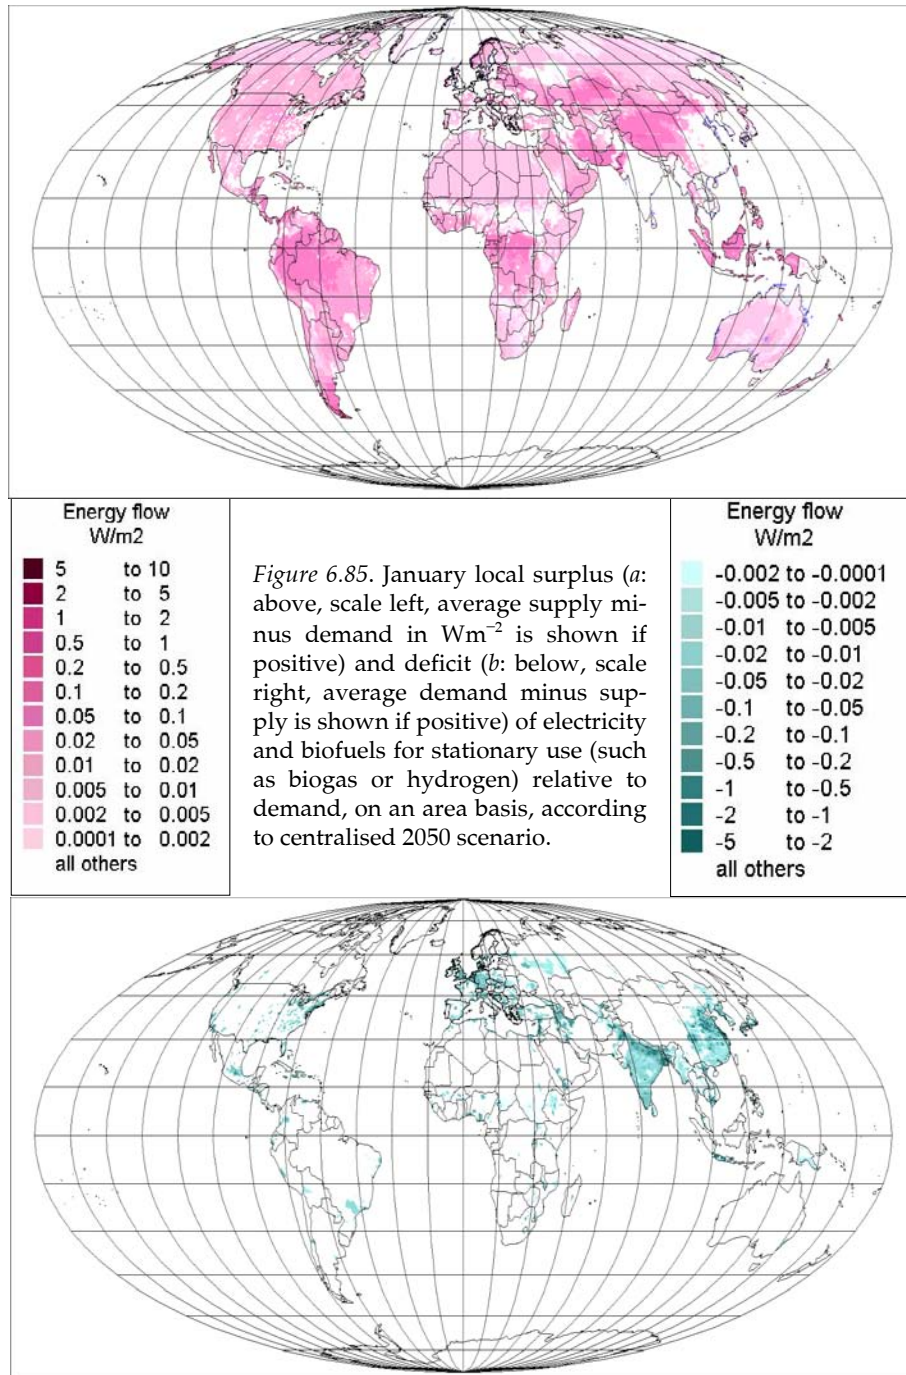 Energy flow
W/m2
5 to 10
2 to 5
1 to 2
0.5 to 1
0.2 to 0.5
0.1 to 0.2
0.05 to 0.1
0.02 to 0.05
0.01 to 0.02
0.005 to 0.01
0.002 to 0.005
0.0001 to 0.002
all others
Figure 6.85. January local surplus (a:
above, scale left, average supply mi-
nus demand in Wm⁻² is shown if
positive) and deficit (b: below, scale
right, average demand minus sup-
ply is shown if positive) of electricity
and biofuels for stationary use (such
as biogas or hydrogen) relative to
demand, on an area basis, according
to centralised 2050 scenario.
Energy flow
W/m2
-0.002 to -0.0001
-0.005 to -0.002
-0.01 to -0.005
-0.02 to -0.01
-0.05 to -0.02
-0.1 to -0.05
-0.2 to -0.1
-0.5 to -0.2
-1 to -0.5
-2 to -1
-5 to -2
all others